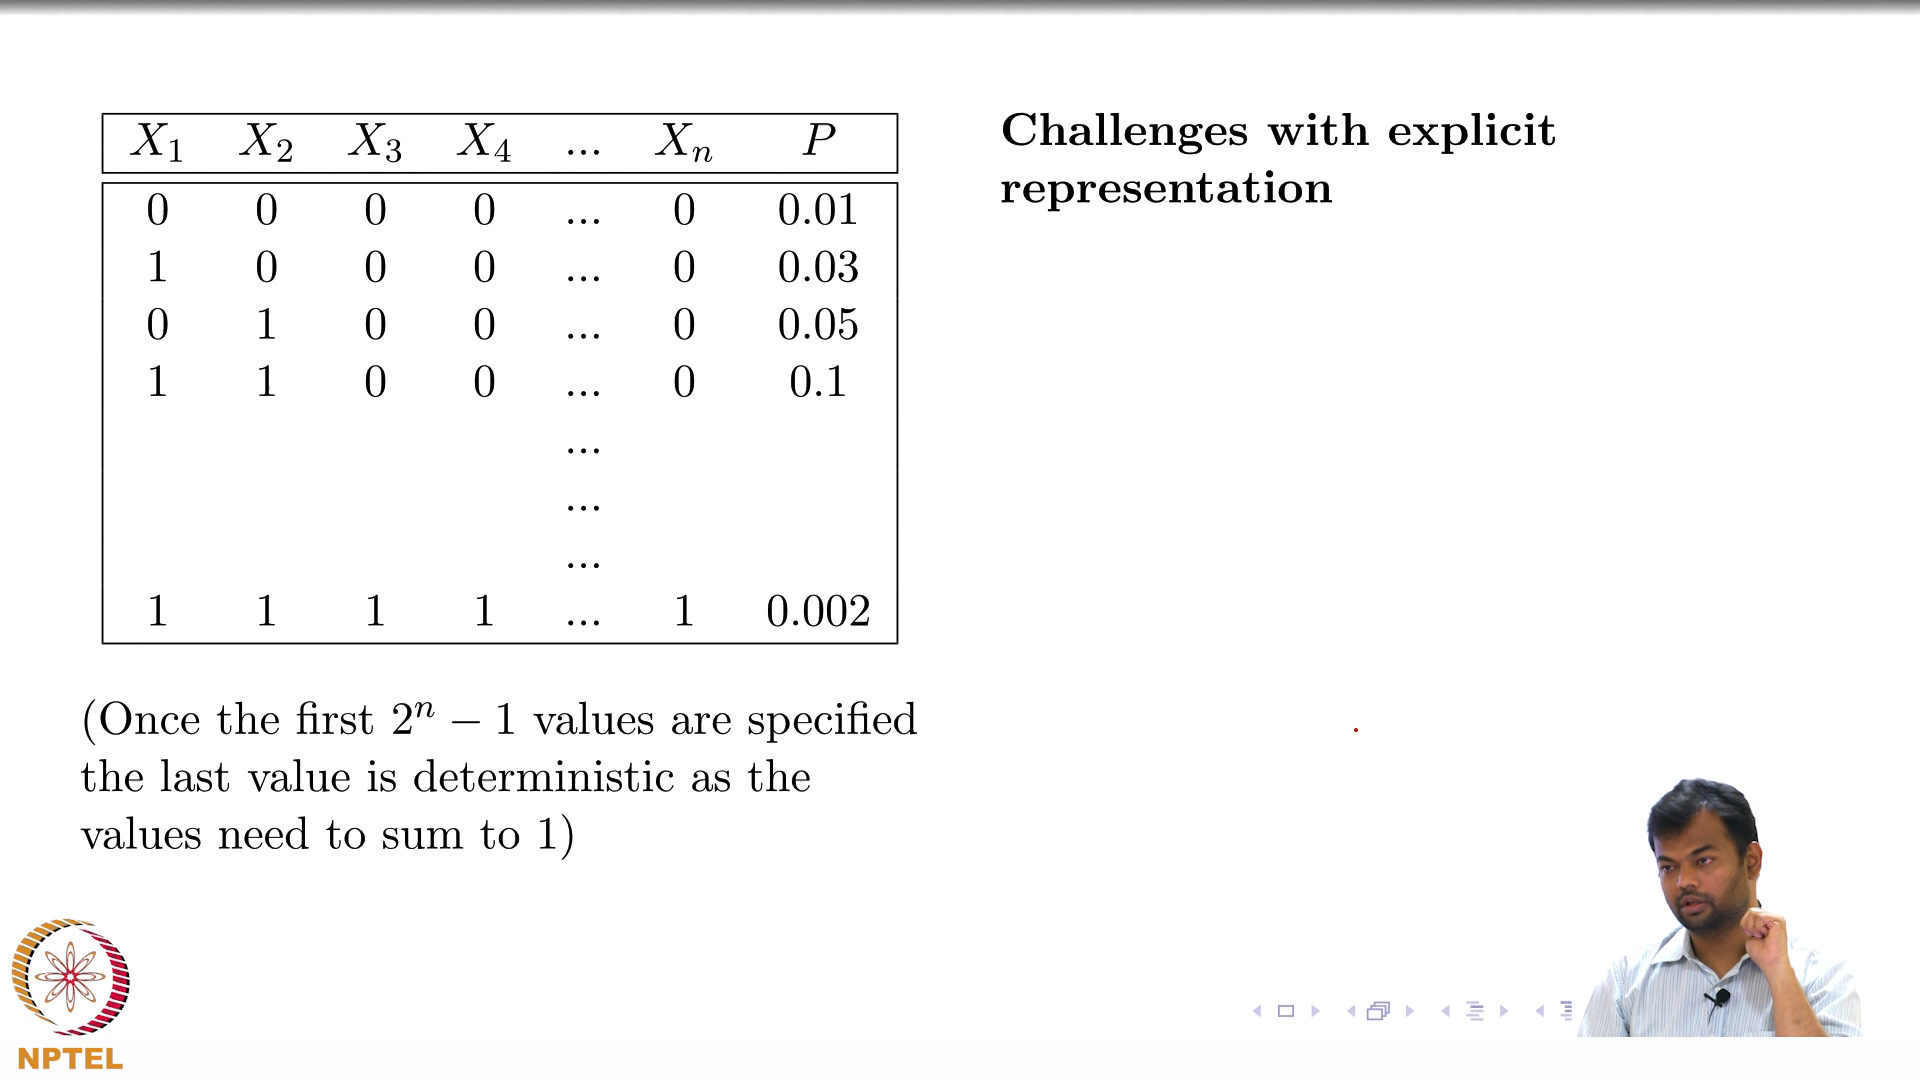 X₁ X₂ X₃ X₄ ... Xₙ P
0 0 0 0 ... 0 0.01
1 0 0 0 ... 0 0.03
0 1 0 0 ... 0 0.05
1 1 0 0 ... 0 0.1
...
...
...
1 1 1 1 ... 1 0.002
(Once the first 2ⁿ − 1 values are specified
the last value is deterministic as the
values need to sum to 1)
Challenges with explicit
representation
NPTEL